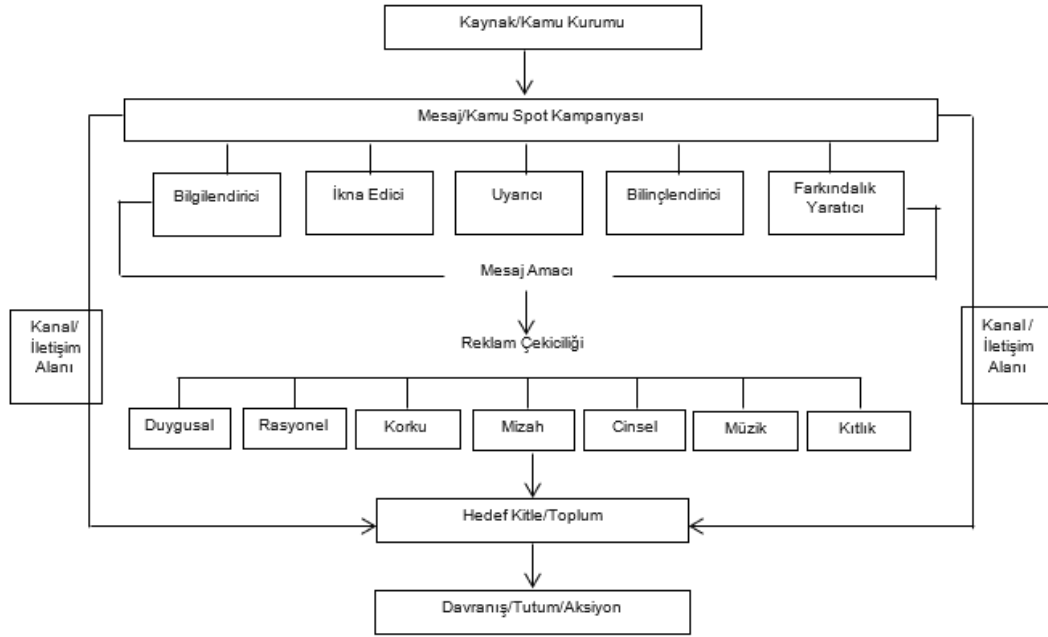 Kaynak/Kamu Kurumu
Mesaj/Kamu Spot Kampanyası
Bilgilendirici
İkna Edici
Uyarıcı
Bilinçlendirici
Farkındalık
Yaratıcı
Mesaj Amacı
Kanal/
İletişim
Alanı
Kanal /
İletişim
Alanı
Reklam Çekiciliği
Duygusal
Rasyonel
Korku
Mizah
Cinsel
Müzik
Kıtlık
Hedef Kitle/Toplum
Davranış/Tutum/Aksiyon